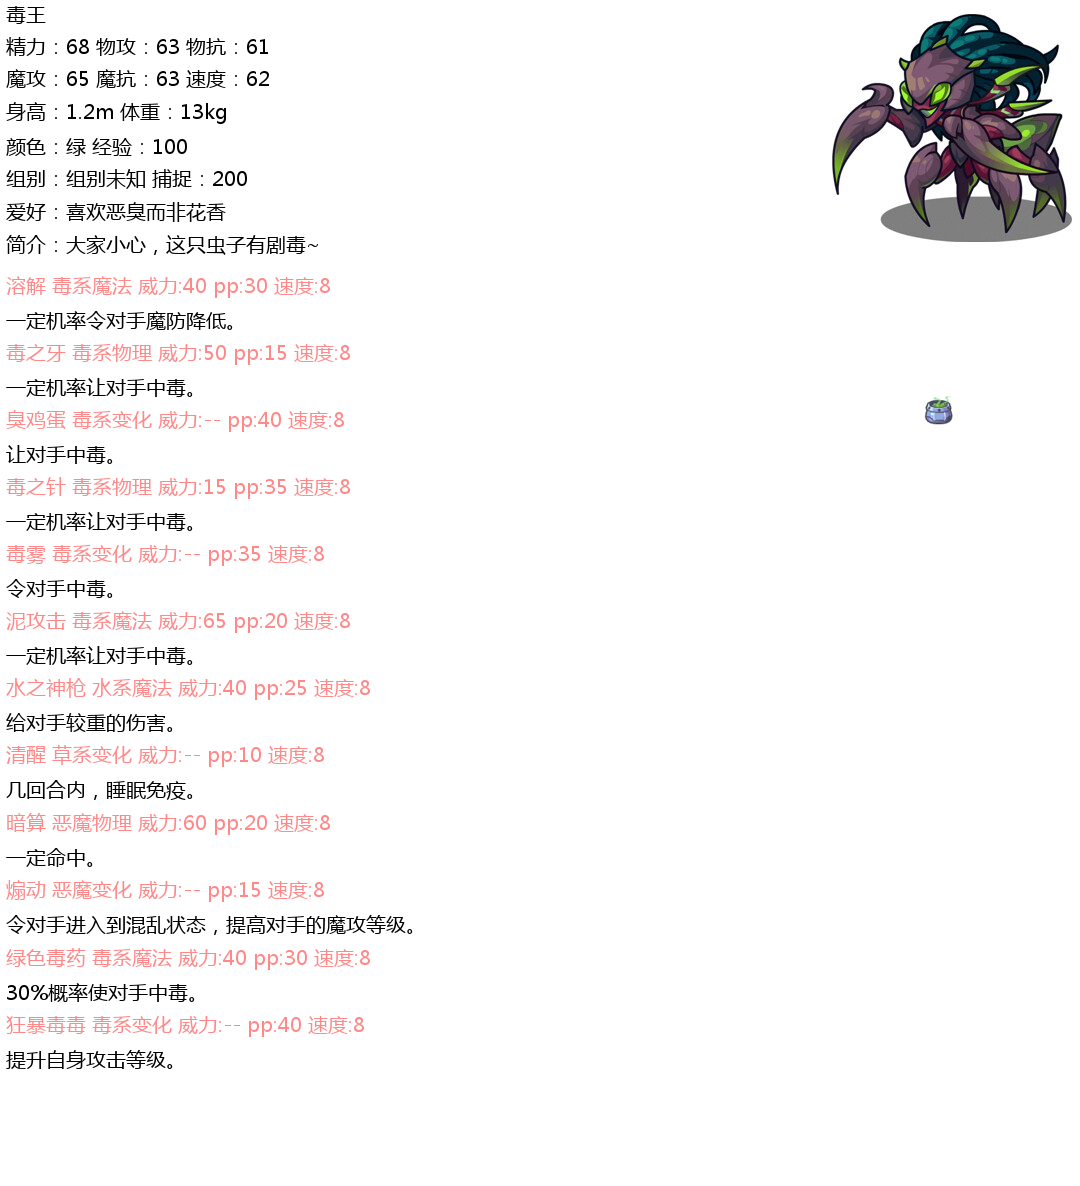 毒王
精力：68 物攻：63 物抗：61
魔攻：65 魔抗：63 速度：62
身高：1.2m 体重：13kg
颜色：绿 经验：100
组别：组别未知 捕捉：200
爱好：喜欢恶臭而非花香
简介：大家小心，这只虫子有剧毒~
溶解 毒系魔法 威力:40 pp:30 速度:8
一定机率令对手魔防降低。
毒之牙 毒系物理 威力:50 pp:15 速度:8
一定机率让对手中毒。
臭鸡蛋 毒系变化 威力:-- pp:40 速度:8
让对手中毒。
毒之针 毒系物理 威力:15 pp:35 速度:8
一定机率让对手中毒。
毒雾 毒系变化 威力:-- pp:35 速度:8
令对手中毒。
泥攻击 毒系魔法 威力:65 pp:20 速度:8
一定机率让对手中毒。
水之神枪 水系魔法 威力:40 pp:25 速度:8
给对手较重的伤害。
清醒 草系变化 威力:-- pp:10 速度:8
几回合内，睡眠免疫。
暗算 恶魔物理 威力:60 pp:20 速度:8
一定命中。
煽动 恶魔变化 威力:-- pp:15 速度:8
令对手进入到混乱状态，提高对手的魔攻等级。
绿色毒药 毒系魔法 威力:40 pp:30 速度:8
30%概率使对手中毒。
狂暴毒毒 毒系变化 威力:-- pp:40 速度:8
提升自身攻击等级。